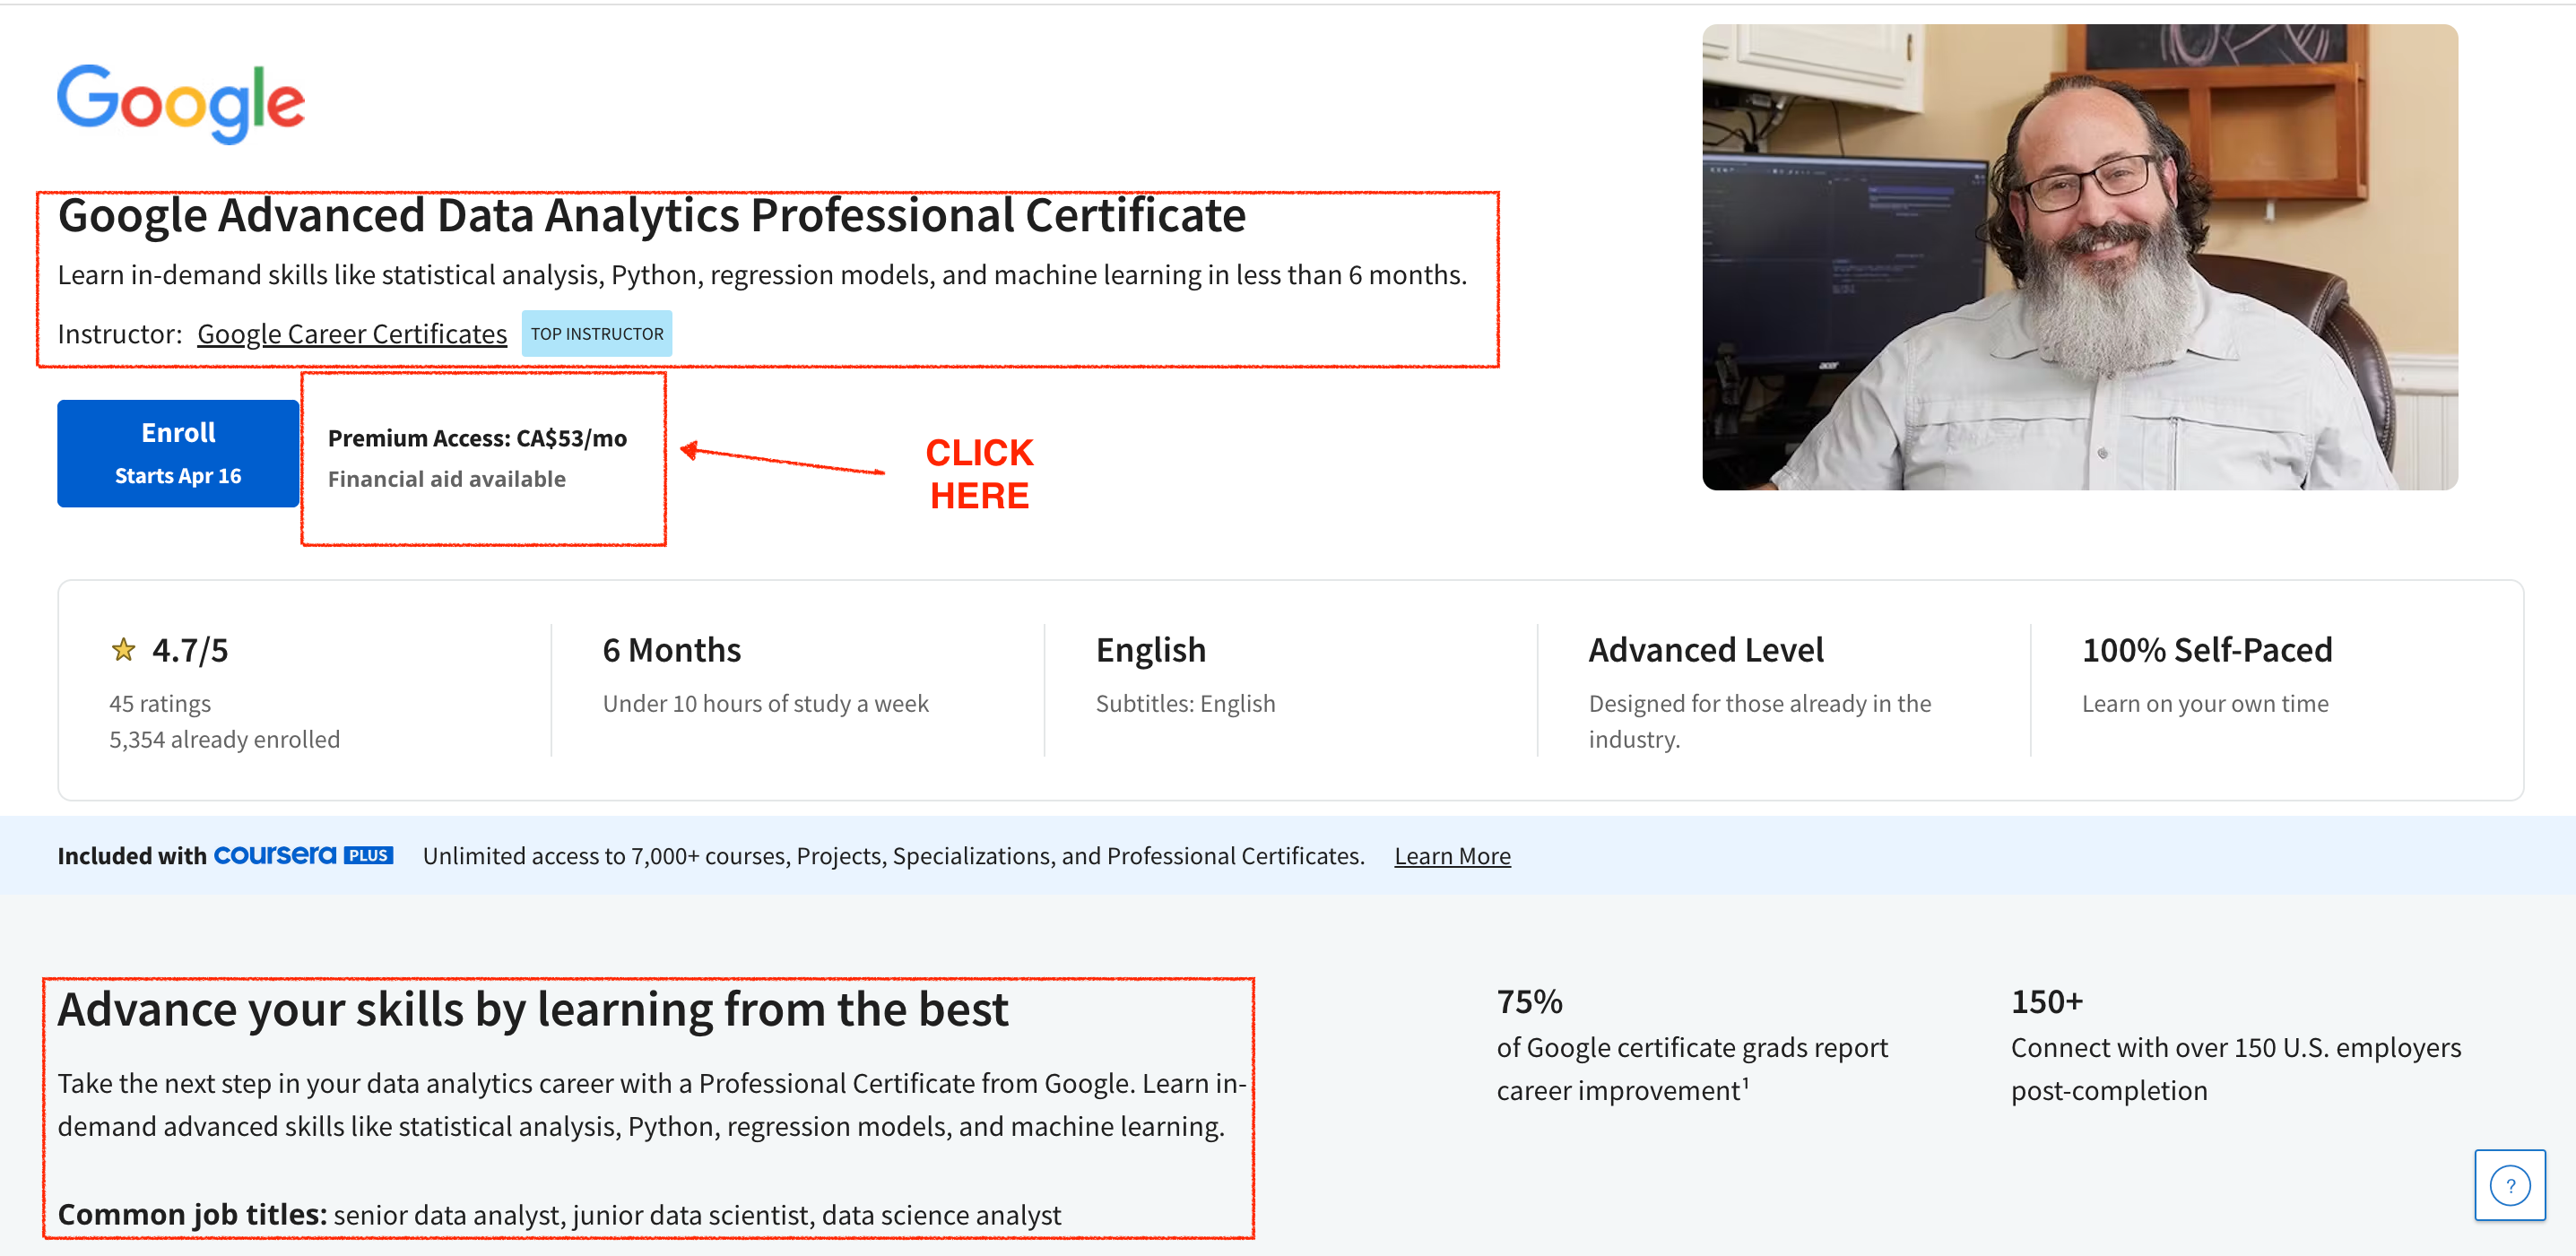 Google
Google Advanced Data Analytics Professional Certificate
Learn in-demand skills like statistical analysis, Python, regression models, and machine learning in less than 6 months.
Instructor: Google Career Certificates TOP INSTRUCTOR
Enroll
Starts Apr 16
Premium Access: CA$53/mo
Financial aid available
CLICK
HERE
acer
4.7/5
45 ratings
5,354 already enrolled
6 Months
Under 10 hours of study a week
English
Subtitles: English
Advanced Level
Designed for those already in the
industry.
100% Self-Paced
Learn on your own time
Included with coursera PLUS Unlimited access to 7,000+ courses, Projects, Specializations, and Professional Certificates. Learn More
Advance your skills by learning from the best
Take the next step in your data analytics career with a Professional Certificate from Google. Learn in-
demand advanced skills like statistical analysis, Python, regression models, and machine learning.
Common job titles: senior data analyst, junior data scientist, data science analyst
75%
of Google certificate grads report
career improvement¹
150+
Connect with over 150 U.S. employers
post-completion
?